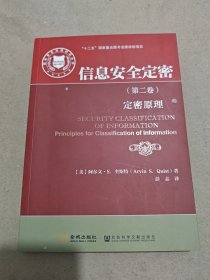 “十二五”国家重点图书出版规划项目
信息安全定密
（第二卷）
定密原理
SECURITY CLASSIFICATION
OF INFORMATION
Principles for Classification of Information
［美］阿尔文·S. 奎斯特（Arvin S. Quist）著
金城出版社
社会科学文献出版社